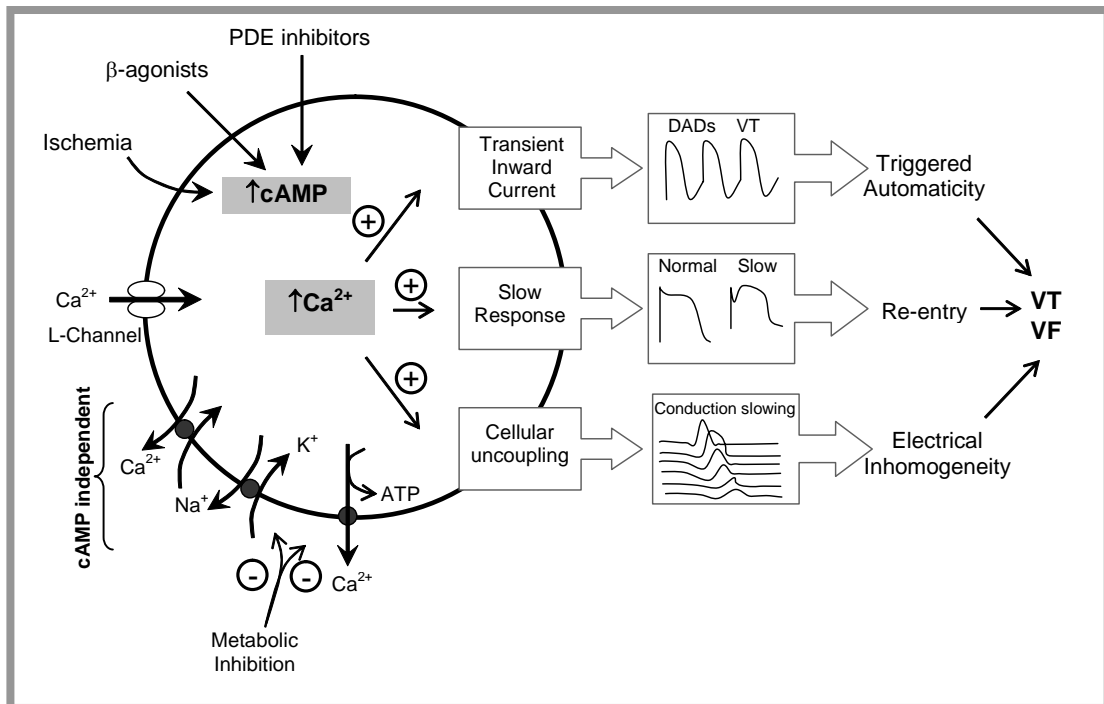 PDE inhibitors
β-agonists
Ischemia
↑cAMP
Transient
Inward
Current
DADs VT
Triggered
Automaticity
Ca²⁺
L-Channel
↑Ca²⁺
+
+
+
Slow
Response
Normal Slow
Re-entry
VT
VF
Cellular
uncoupling
Conduction slowing
Electrical
Inhomogeneity
cAMP independent
Ca²⁺
Na⁺
K⁺
ATP
Ca²⁺
-
-
Metabolic
Inhibition